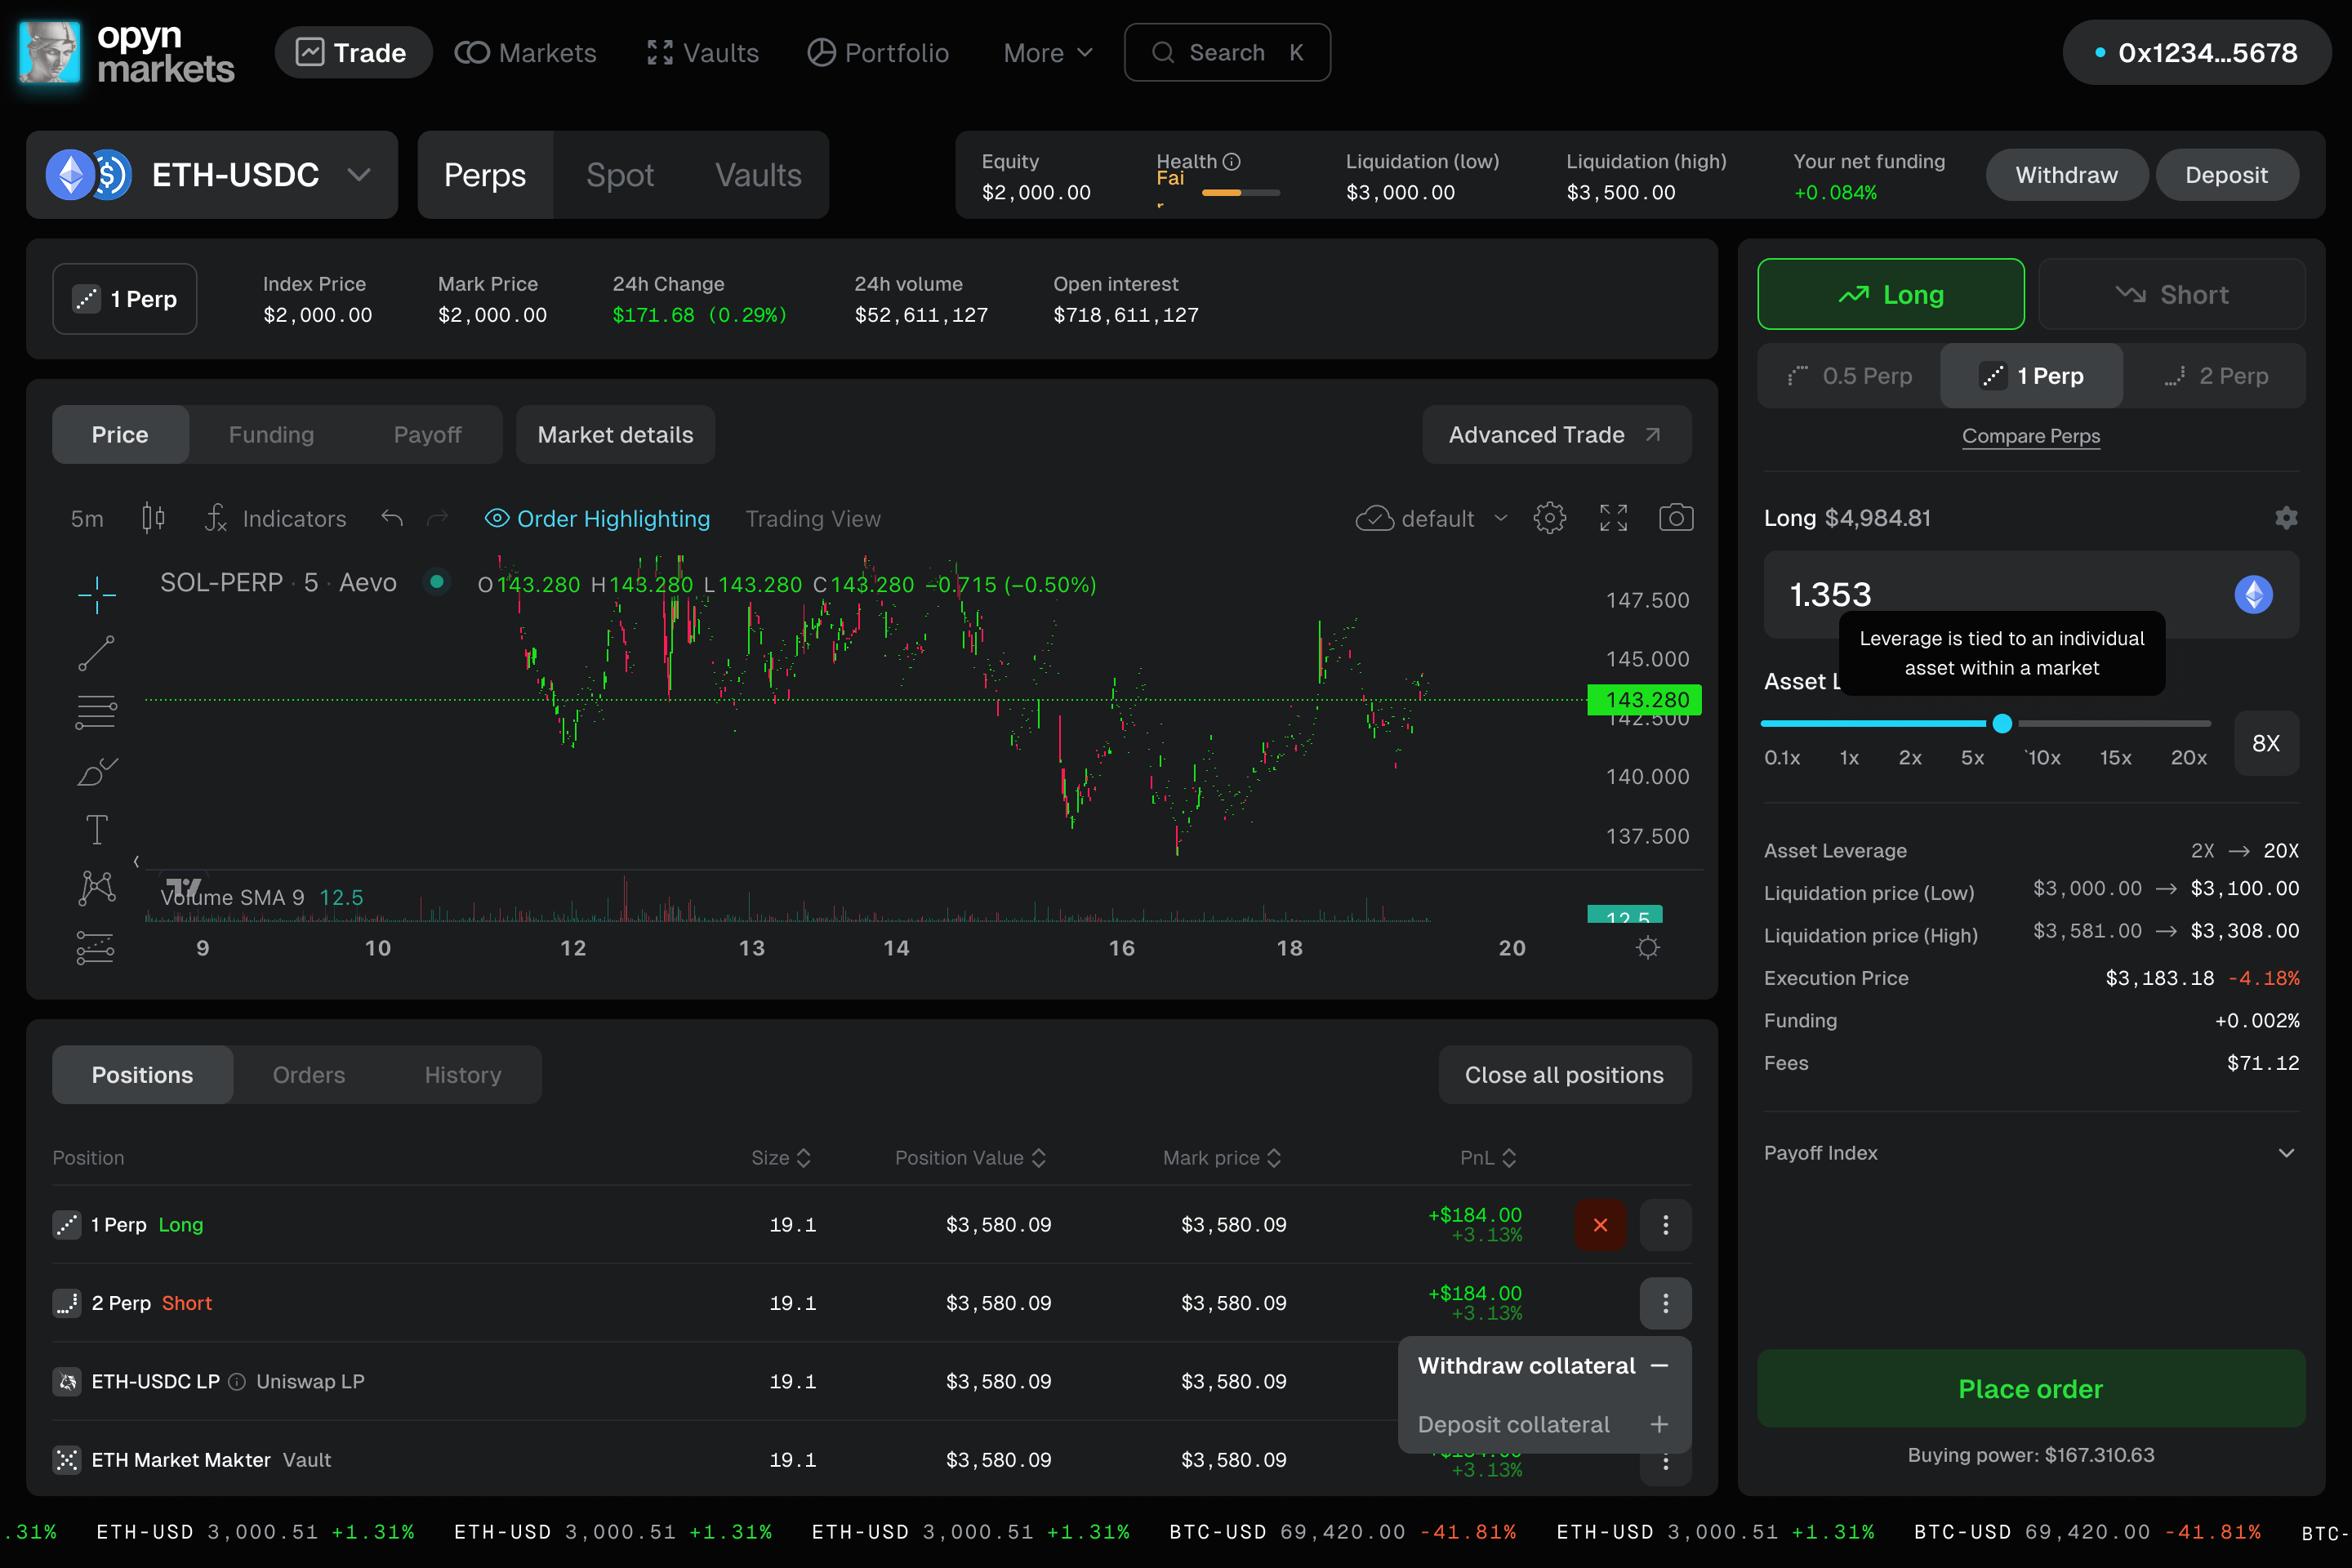 opyn
markets
Trade
Markets
Vaults
Portfolio
More
Search K
0x1234...5678
ETH-USDC
Perps
Spot
Vaults
Equity
$2,000.00
Health
Fai
r
Liquidation (low)
$3,000.00
Liquidation (high)
$3,500.00
Your net funding
+0.084%
Withdraw
Deposit
1 Perp
Index Price
$2,000.00
Mark Price
$2,000.00
24h Change
$171.68 (0.29%)
24h volume
$52,611,127
Open interest
$718,611,127
Price
Funding
Payoff
Market details
Advanced Trade
5m
Indicators
Order Highlighting
Trading View
default
SOL-PERP · 5 · Aevo
O143.280 H143.280 L143.280 C143.280 −0.715 (−0.50%)
147.500
145.000
143.280
142.500
140.000
137.500
Volume SMA 9 12.5
12.5
9 10 12 13 14 16 18 20
Positions
Orders
History
Close all positions
Position Size Position Value Mark price PnL
1 Perp Long 19.1 $3,580.09 $3,580.09 +$184.00
+3.13%
2 Perp Short 19.1 $3,580.09 $3,580.09 +$184.00
+3.13%
ETH-USDC LP Uniswap LP 19.1 $3,580.09 $3,580.09
Withdraw collateral
Deposit collateral
ETH Market Makter Vault 19.1 $3,580.09 $3,580.09 +$184.00
+3.13%
Long
Short
0.5 Perp
1 Perp
2 Perp
Compare Perps
Long $4,984.81
1.353
Leverage is tied to an individual
asset within a market
Asset L
0.1x 1x 2x 5x `10x 15x 20x
8X
Asset Leverage 2X → 20X
Liquidation price (Low) $3,000.00 → $3,100.00
Liquidation price (High) $3,581.00 → $3,308.00
Execution Price $3,183.18 -4.18%
Funding +0.002%
Fees $71.12
Payoff Index
Place order
Buying power: $167.310.63
.31% ETH-USD 3,000.51 +1.31% ETH-USD 3,000.51 +1.31% ETH-USD 3,000.51 +1.31% BTC-USD 69,420.00 -41.81% ETH-USD 3,000.51 +1.31% BTC-USD 69,420.00 -41.81% BTC-